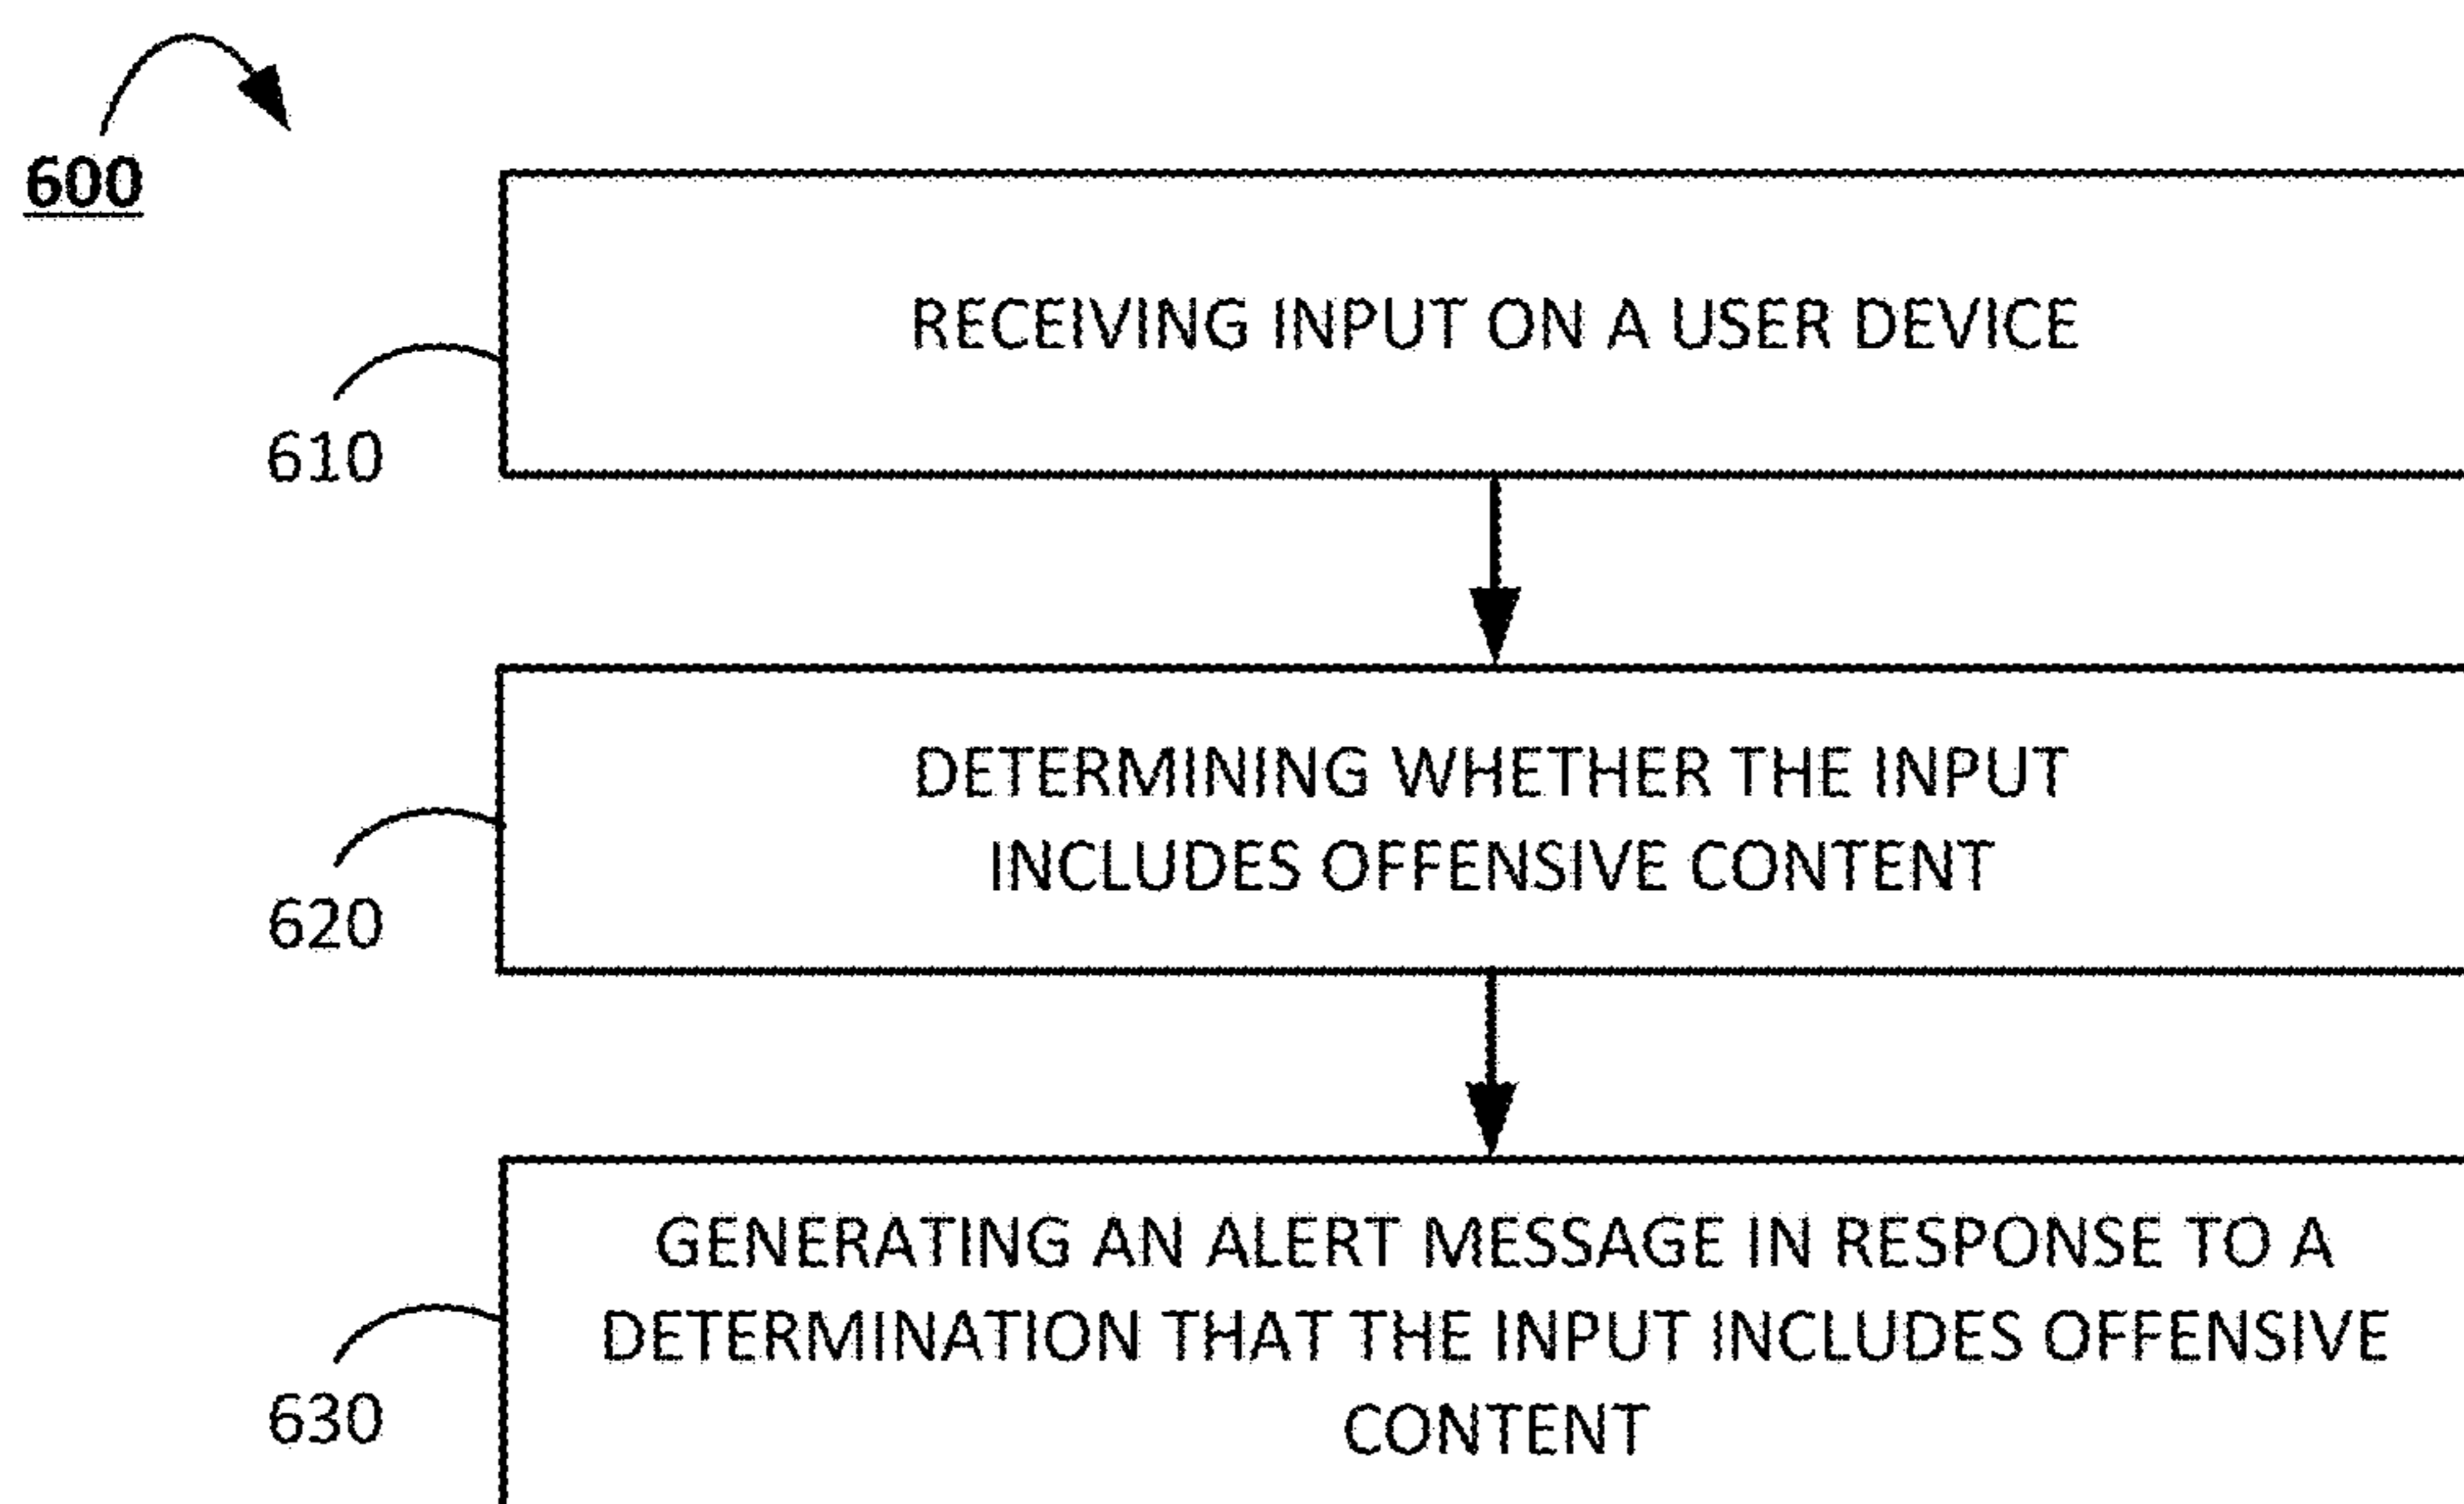 600
RECEIVING INPUT ON A USER DEVICE
610
DETERMINING WHETHER THE INPUT
INCLUDES OFFENSIVE CONTENT
620
GENERATING AN ALERT MESSAGE IN RESPONSE TO A
DETERMINATION THAT THE INPUT INCLUDES OFFENSIVE
CONTENT
630